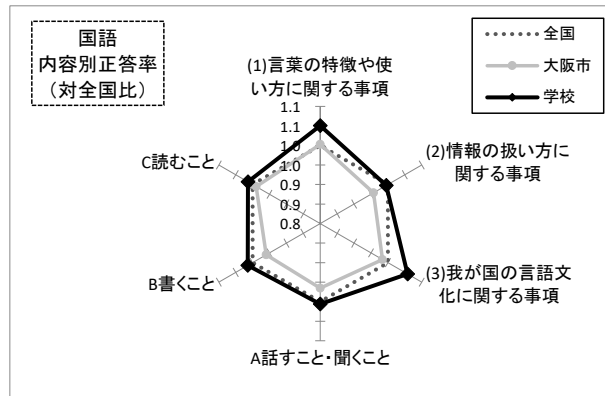 国語
内容別正答率
（対全国比）
全国
大阪市
学校
(1)言葉の特徴や使
い方に関する事項
1.1
1.1
1.0
1.0
0.9
0.9
0.8
(2)情報の扱い方に
関する事項
(3)我が国の言語文
化に関する事項
A話すこと・聞くこと
B書くこと
C読むこと